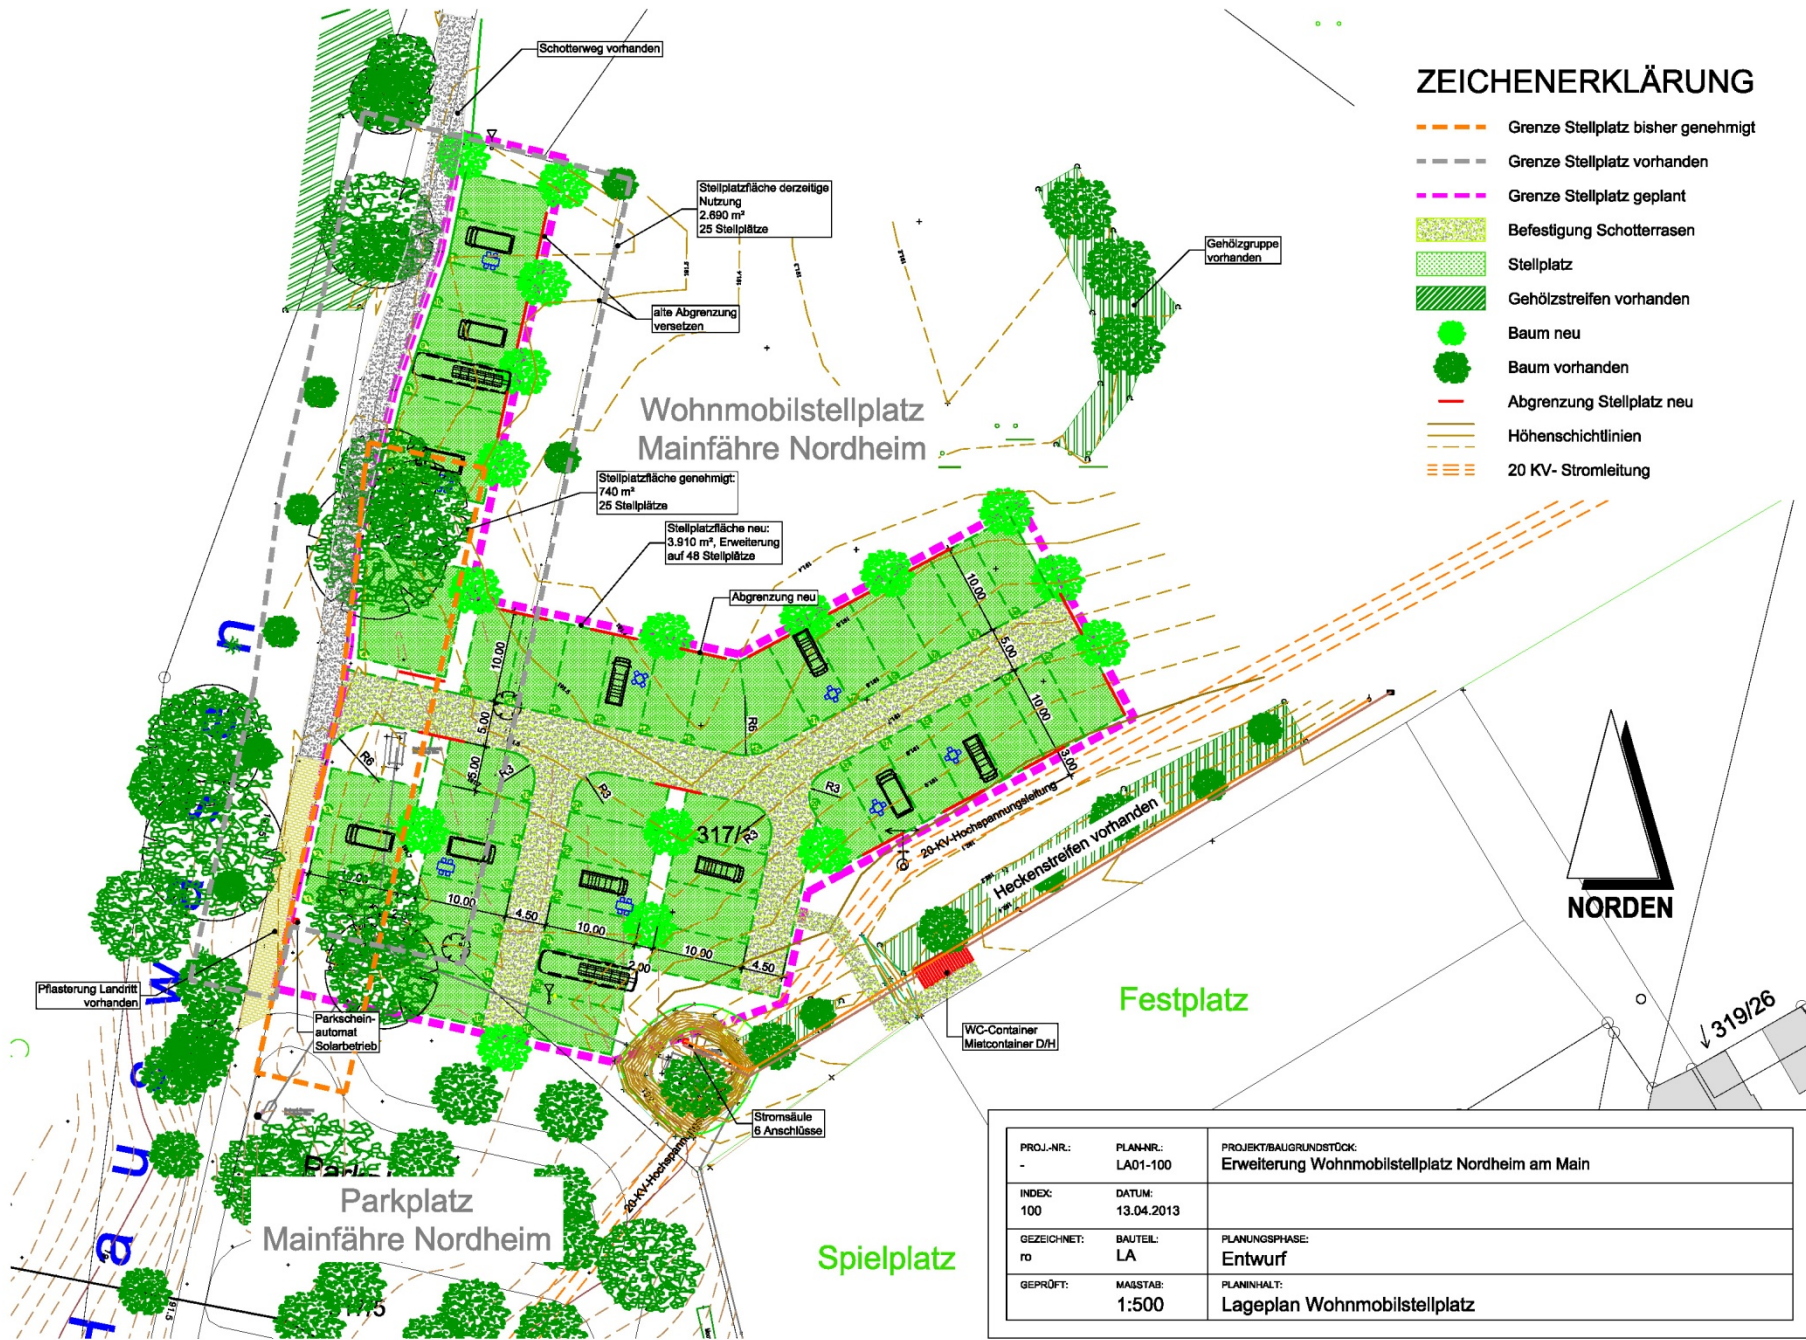 Schotterweg vorhanden
ZEICHENERKLÄRUNG
Grenze Stellplatz bisher genehmigt
Grenze Stellplatz vorhanden
Grenze Stellplatz geplant
Befestigung Schotterrasen
Stellplatz
Gehölzstreifen vorhanden
Baum neu
Baum vorhanden
Abgrenzung Stellplatz neu
Höhenschichtlinien
20 KV- Stromleitung
Stellplatzfläche derzeitige
Nutzung
2.690 m²
25 Stellplätze
Gehölzgruppe
vorhanden
alte Abgrenzung
versetzen
Wohnmobilstellplatz
Mainfähre Nordheim
Stellplatzfläche genehmigt:
740 m²
25 Stellplätze
Stellplatzfläche neu:
3.910 m², Erweiterung
auf 48 Stellplätze
Abgrenzung neu
10.00
5.00
10.00
3.00
10.00
5.00
5.00
R6
R6
R3
R3
R3
R3
317/
10.00
4.50
10.00
2.00
10.00
4.50
20-KV-Hochspannungsleitung
Heckenstreifen vorhanden
NORDEN
Pflasterung Landritt
vorhanden
Parkschein-
automat
Solarbetrieb
WC-Container
Mietcontainer D/H
Festplatz
319/26
Stromsäule
6 Anschlüsse
20-KV-Hochspannun
Parkplatz
Mainfähre Nordheim
Spielplatz
PROJ.-NR.:
-
PLAN-NR.:
LA01-100
PROJEKT/BAUGRUNDSTÜCK:
Erweiterung Wohnmobilstellplatz Nordheim am Main
INDEX:
100
DATUM:
13.04.2013
GEZEICHNET:
ro
BAUTEIL:
LA
PLANUNGSPHASE:
Entwurf
GEPRÜFT:
MAßSTAB:
1:500
PLANINHALT:
Lageplan Wohnmobilstellplatz